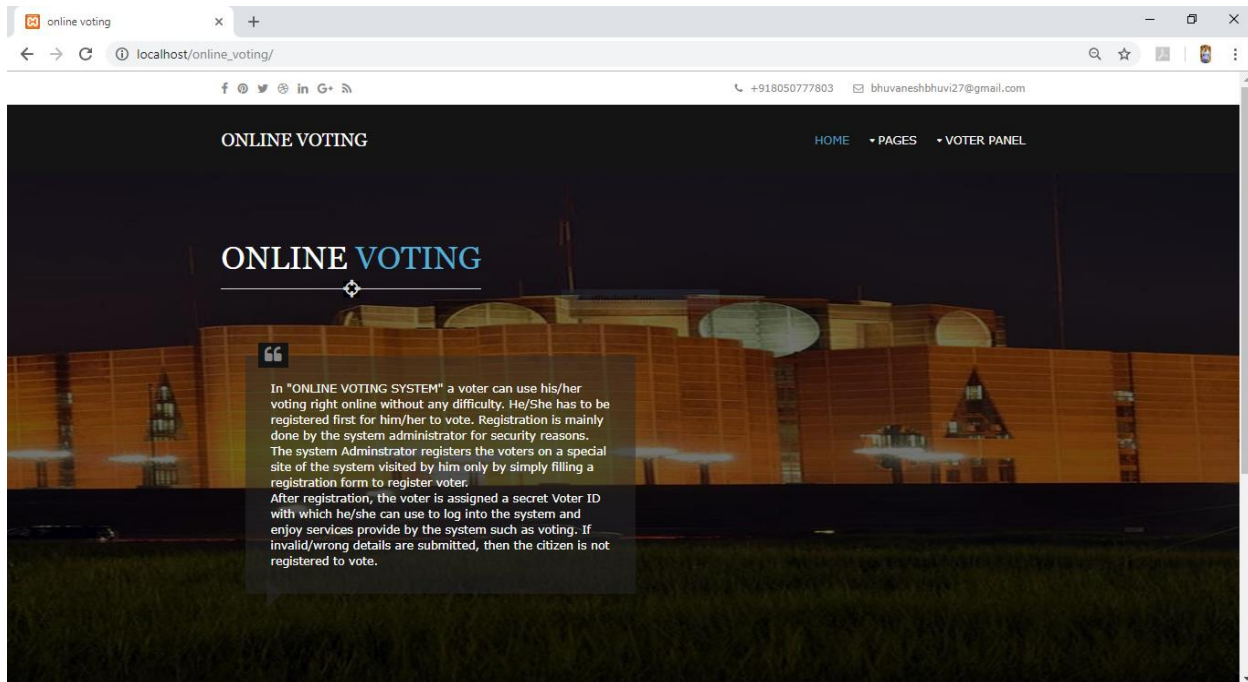 online voting
localhost/online_voting/
f in G+ +918050777803 bhuvaneshbhuvi27@gmail.com
ONLINE VOTING HOME PAGES VOTER PANEL
ONLINE VOTING
In "ONLINE VOTING SYSTEM" a voter can use his/her
voting right online without any difficulty. He/She has to be
registered first for him/her to vote. Registration is mainly
done by the system administrator for security reasons.
The system Adminstrator registers the voters on a special
site of the system visited by him only by simply filling a
registration form to register voter.
After registration, the voter is assigned a secret Voter ID
with which he/she can use to log into the system and
enjoy services provide by the system such as voting. If
invalid/wrong details are submitted, then the citizen is not
registered to vote.